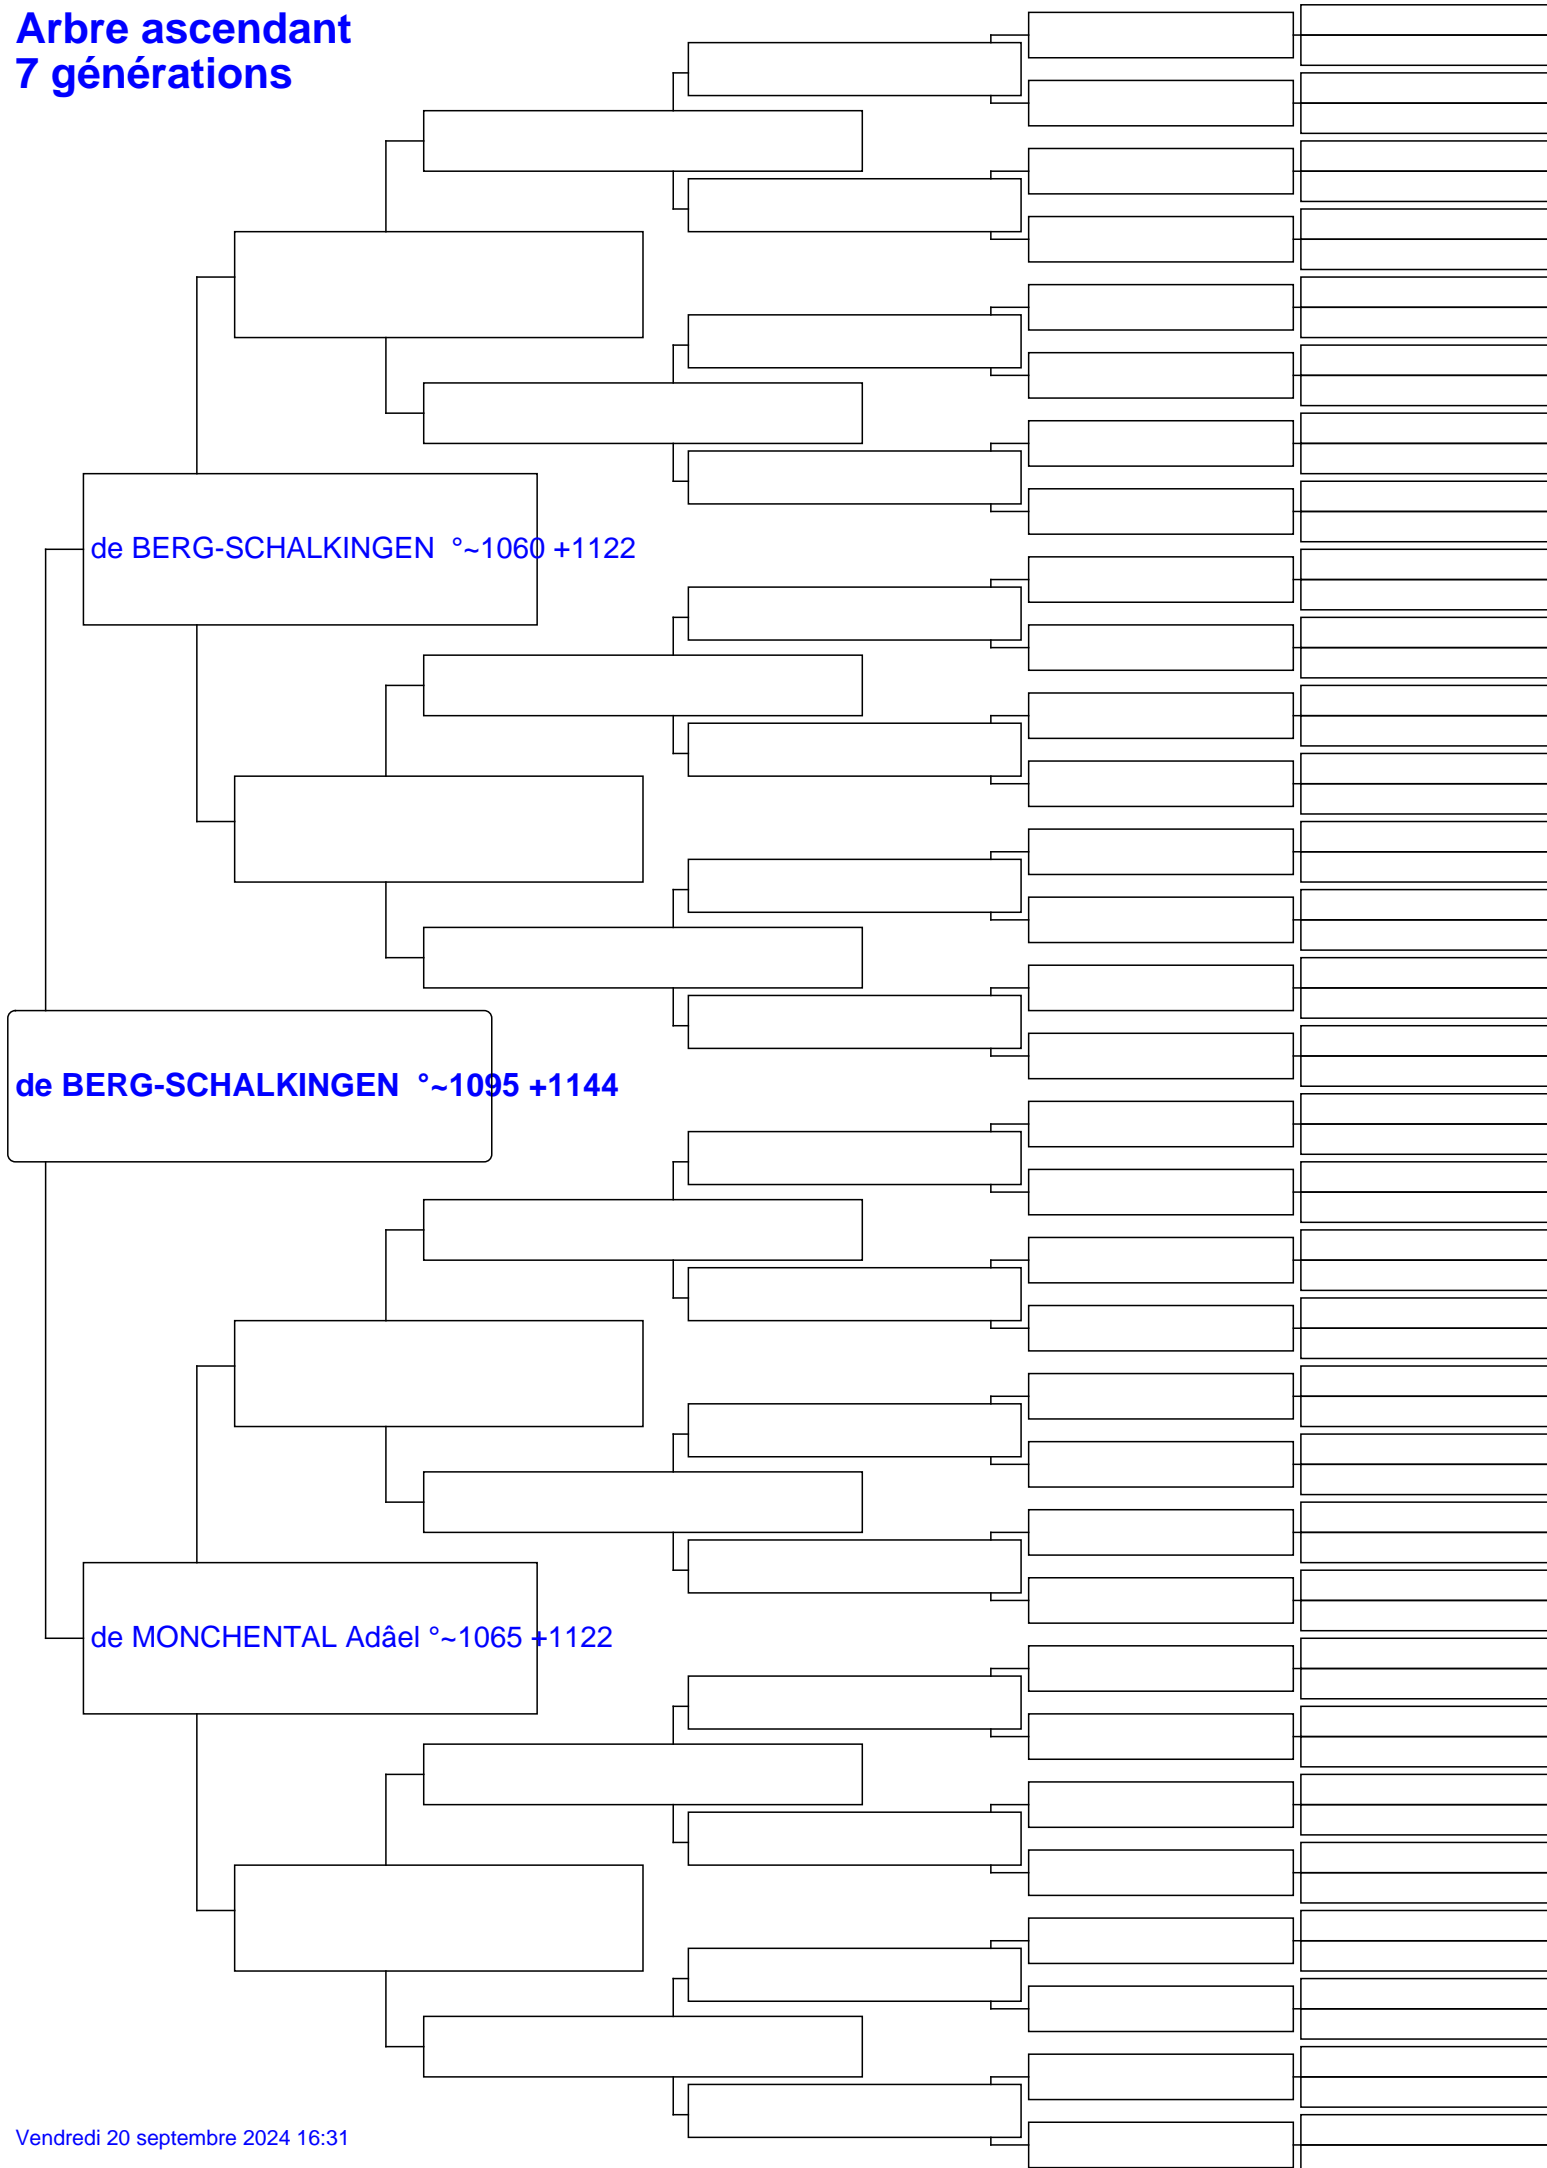 Arbre ascendant
7 générations
de BERG-SCHALKINGEN °~1060 +1122
de BERG-SCHALKINGEN °~1095 +1144
de MONCHENTAL Adâel °~1065 +1122
Vendredi 20 septembre 2024 16:31